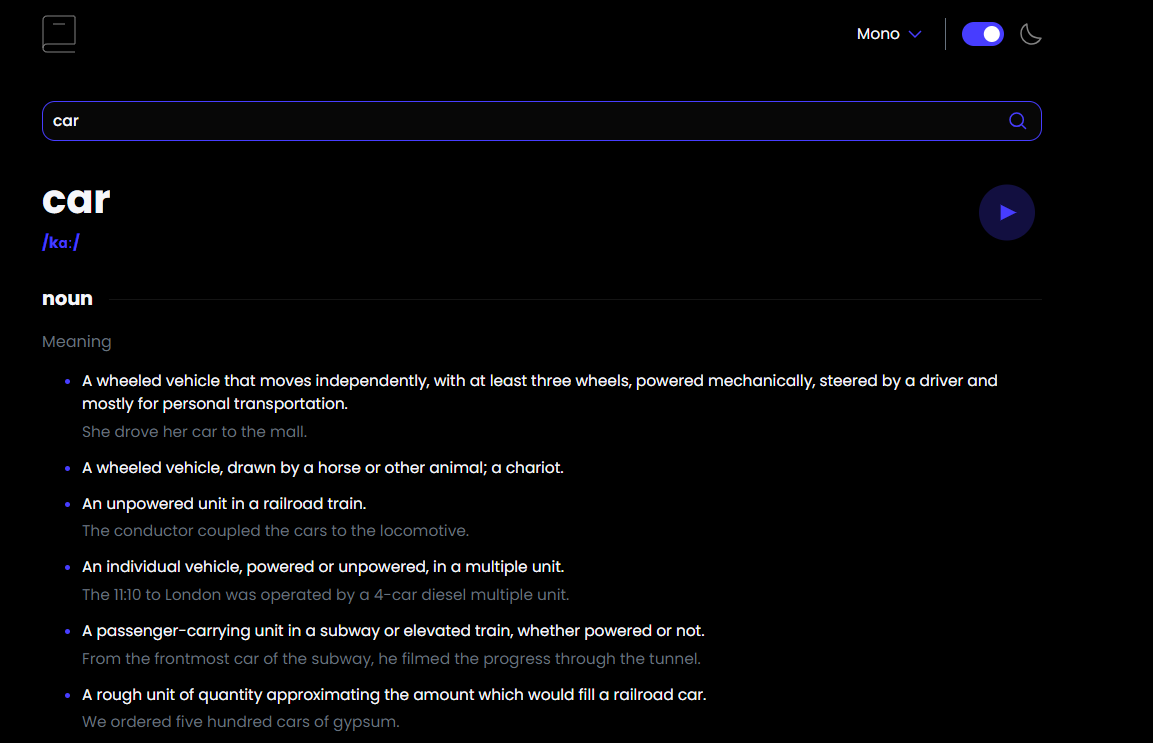 Mono
car
car
/kɑː/
noun
Meaning
A wheeled vehicle that moves independently, with at least three wheels, powered mechanically, steered by a driver and
mostly for personal transportation.
She drove her car to the mall.
A wheeled vehicle, drawn by a horse or other animal; a chariot.
An unpowered unit in a railroad train.
The conductor coupled the cars to the locomotive.
An individual vehicle, powered or unpowered, in a multiple unit.
The 11:10 to London was operated by a 4-car diesel multiple unit.
A passenger-carrying unit in a subway or elevated train, whether powered or not.
From the frontmost car of the subway, he filmed the progress through the tunnel.
A rough unit of quantity approximating the amount which would fill a railroad car.
We ordered five hundred cars of gypsum.